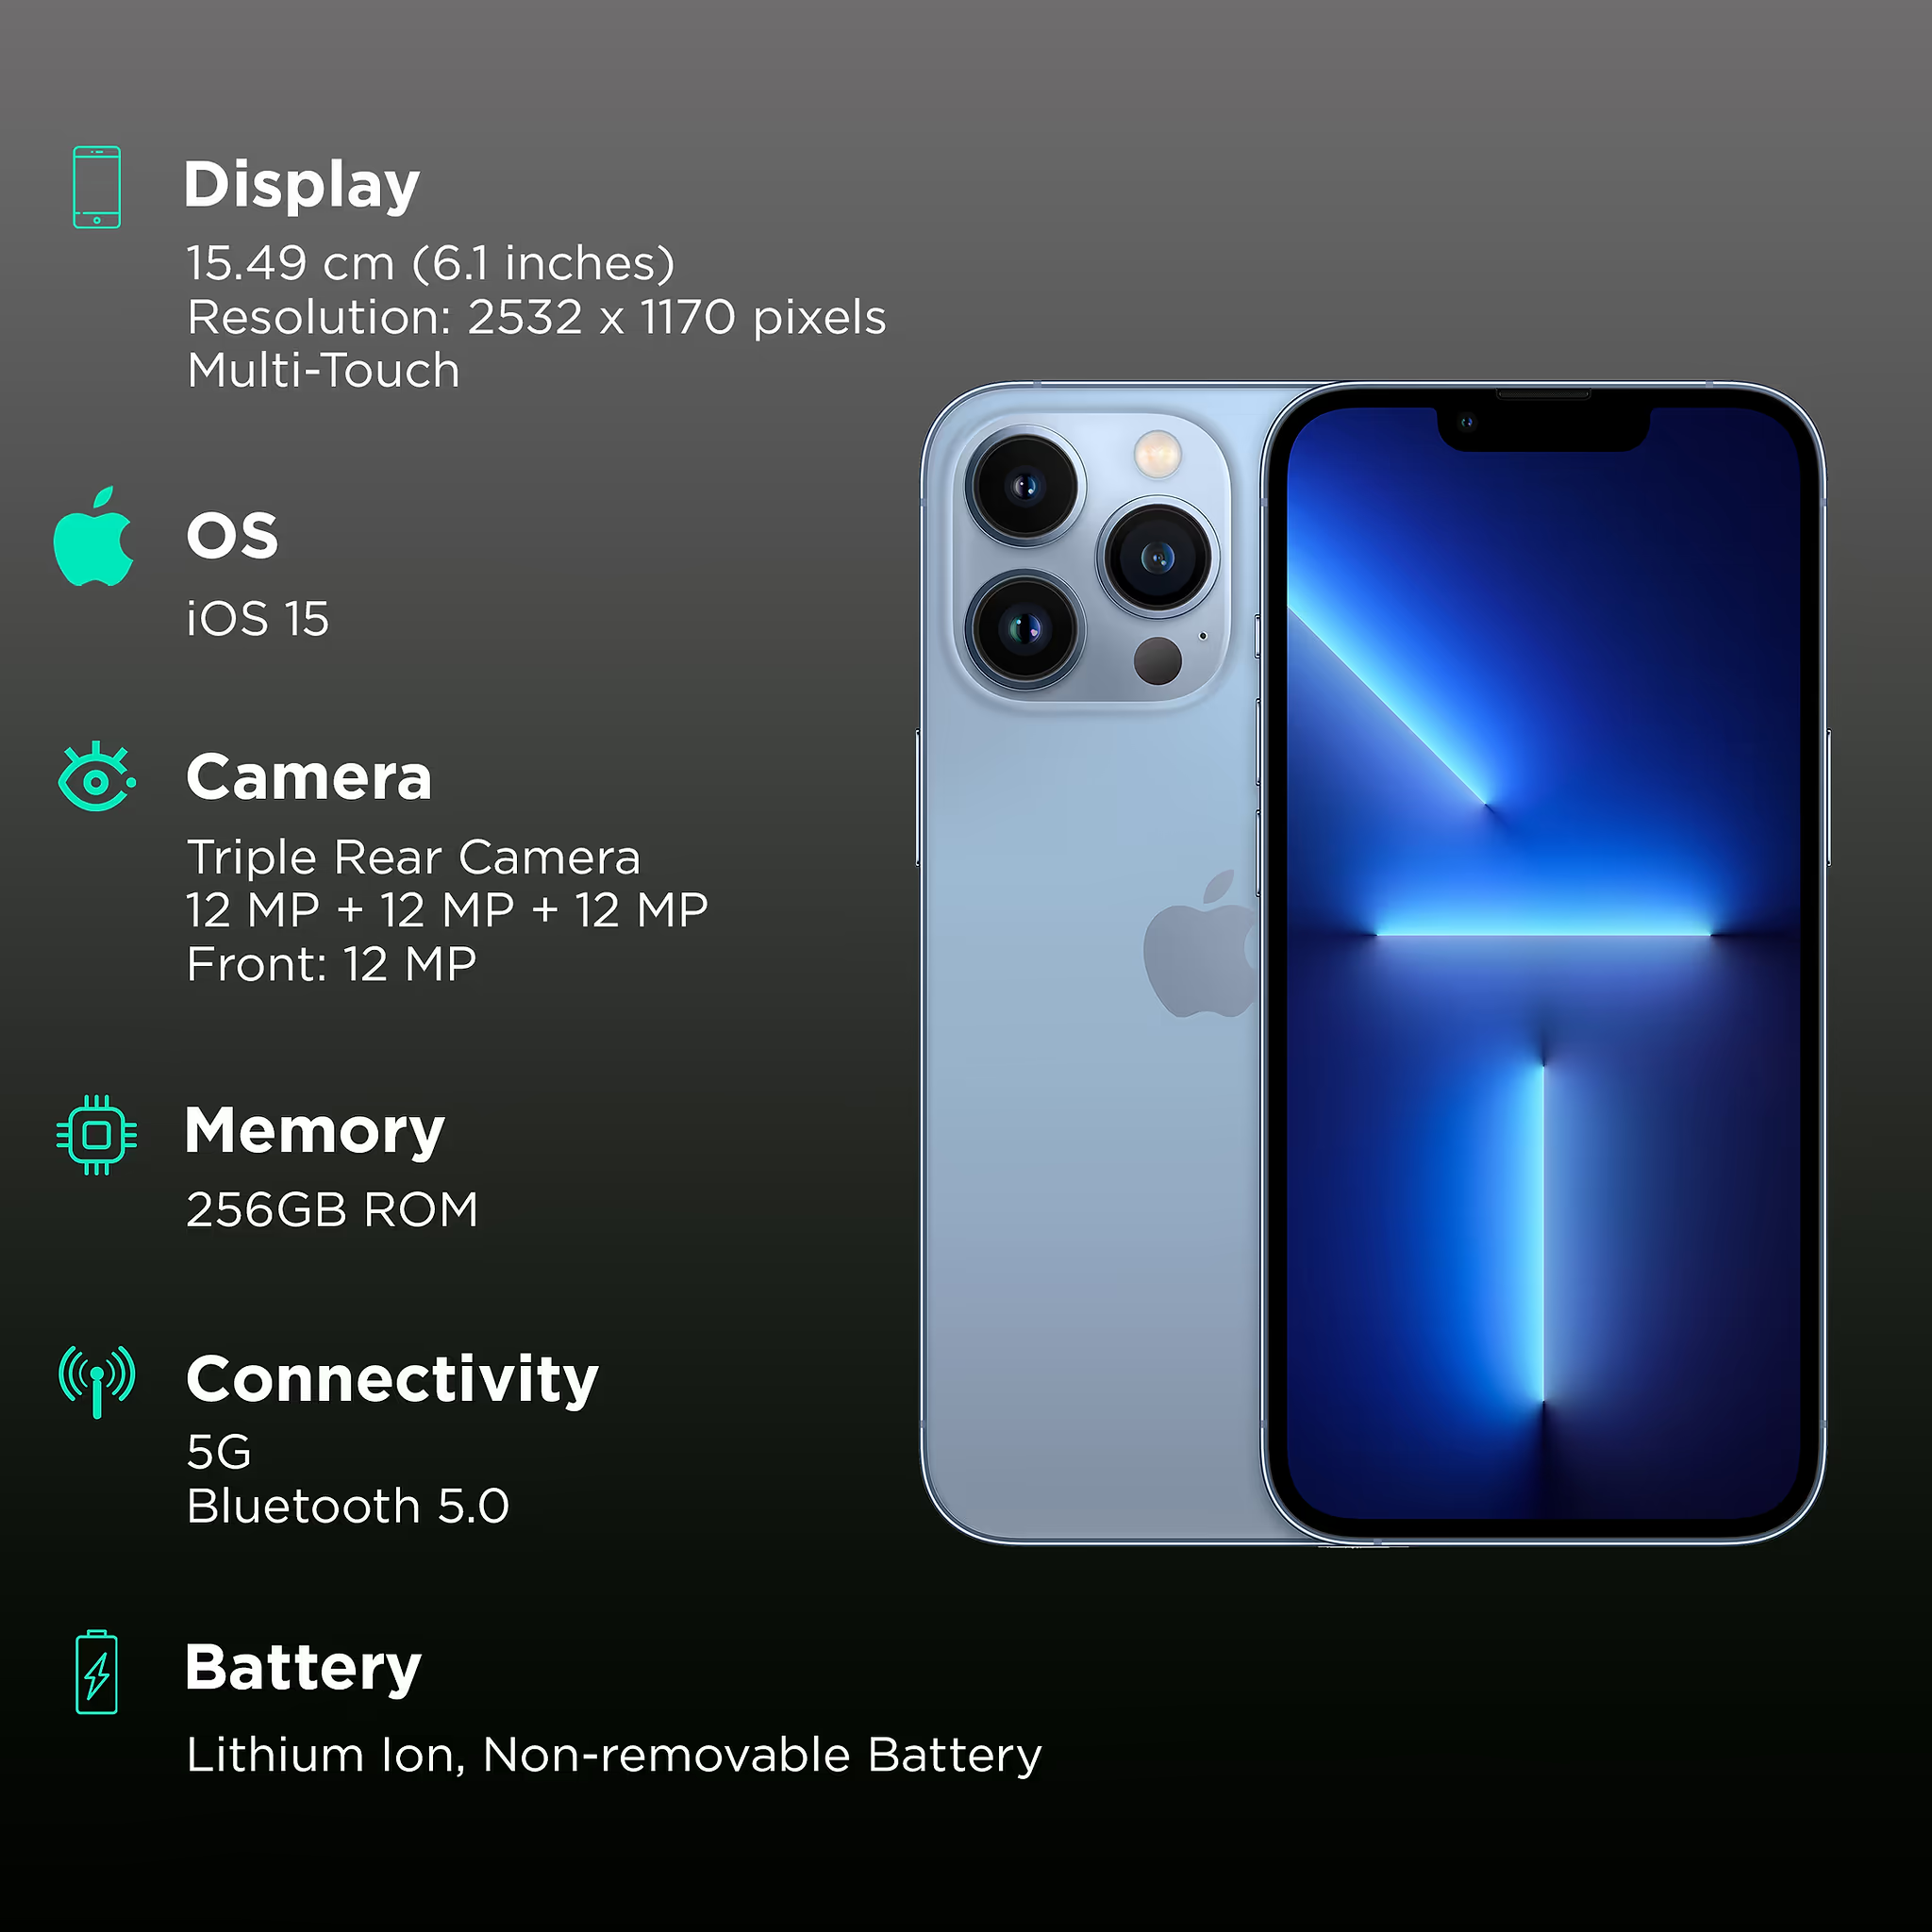 Display
15.49 cm (6.1 inches)
Resolution: 2532 x 1170 pixels
Multi-Touch
OS
iOS 15
Camera
Triple Rear Camera
12 MP + 12 MP + 12 MP
Front: 12 MP
Memory
256GB ROM
Connectivity
5G
Bluetooth 5.0
Battery
Lithium Ion, Non-removable Battery